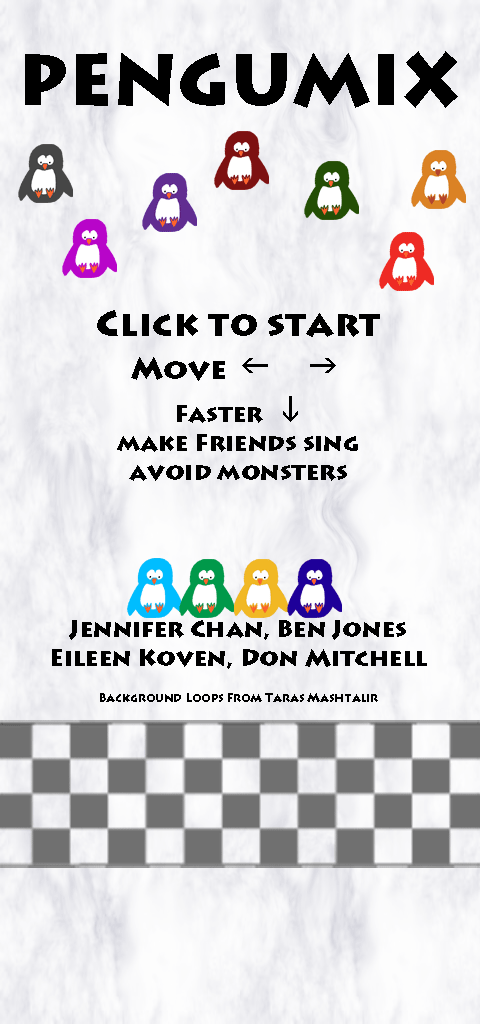 PENGUMIX
CLICK TO START
MOVE ← →
FASTER ↓
MAKE FRIENDS SING
AVOID MONSTERS
JENNIFER CHAN, BEN JONES
EILEEN KOVEN, DON MITCHELL
BACKGROUND LOOPS FROM TARAS MASHTALIR